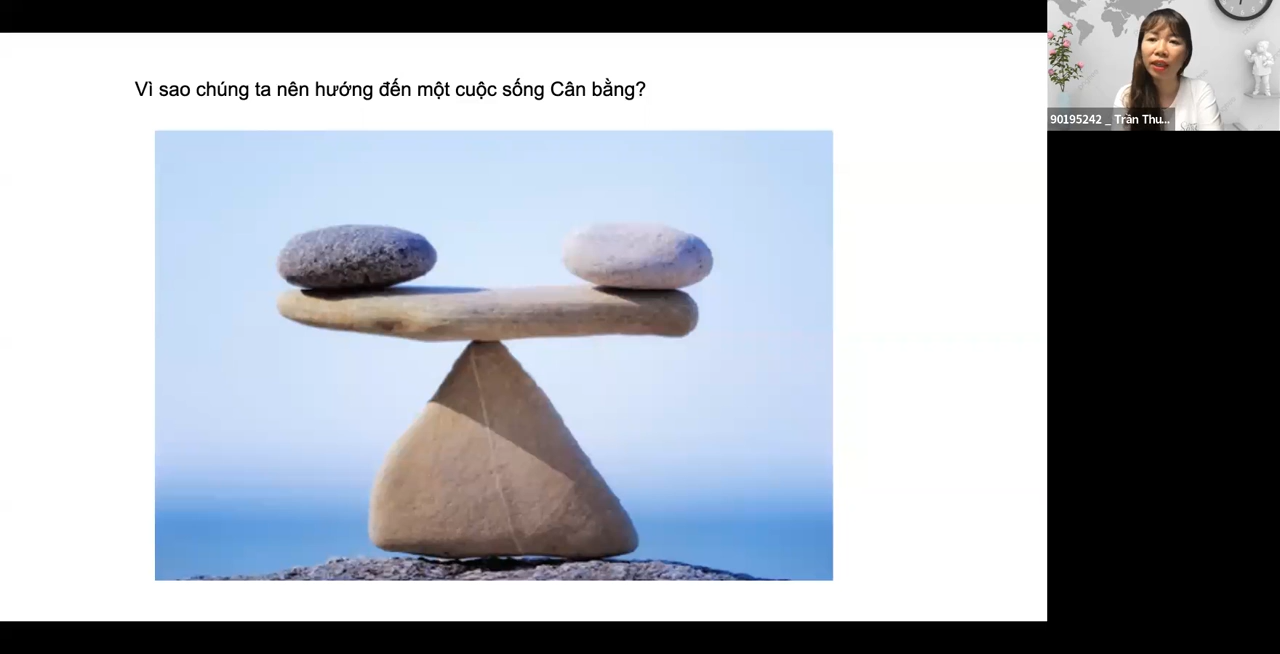 Vì sao chúng ta nên hướng đến một cuộc sống Cân bằng?
90195242 _ Trần Thu...